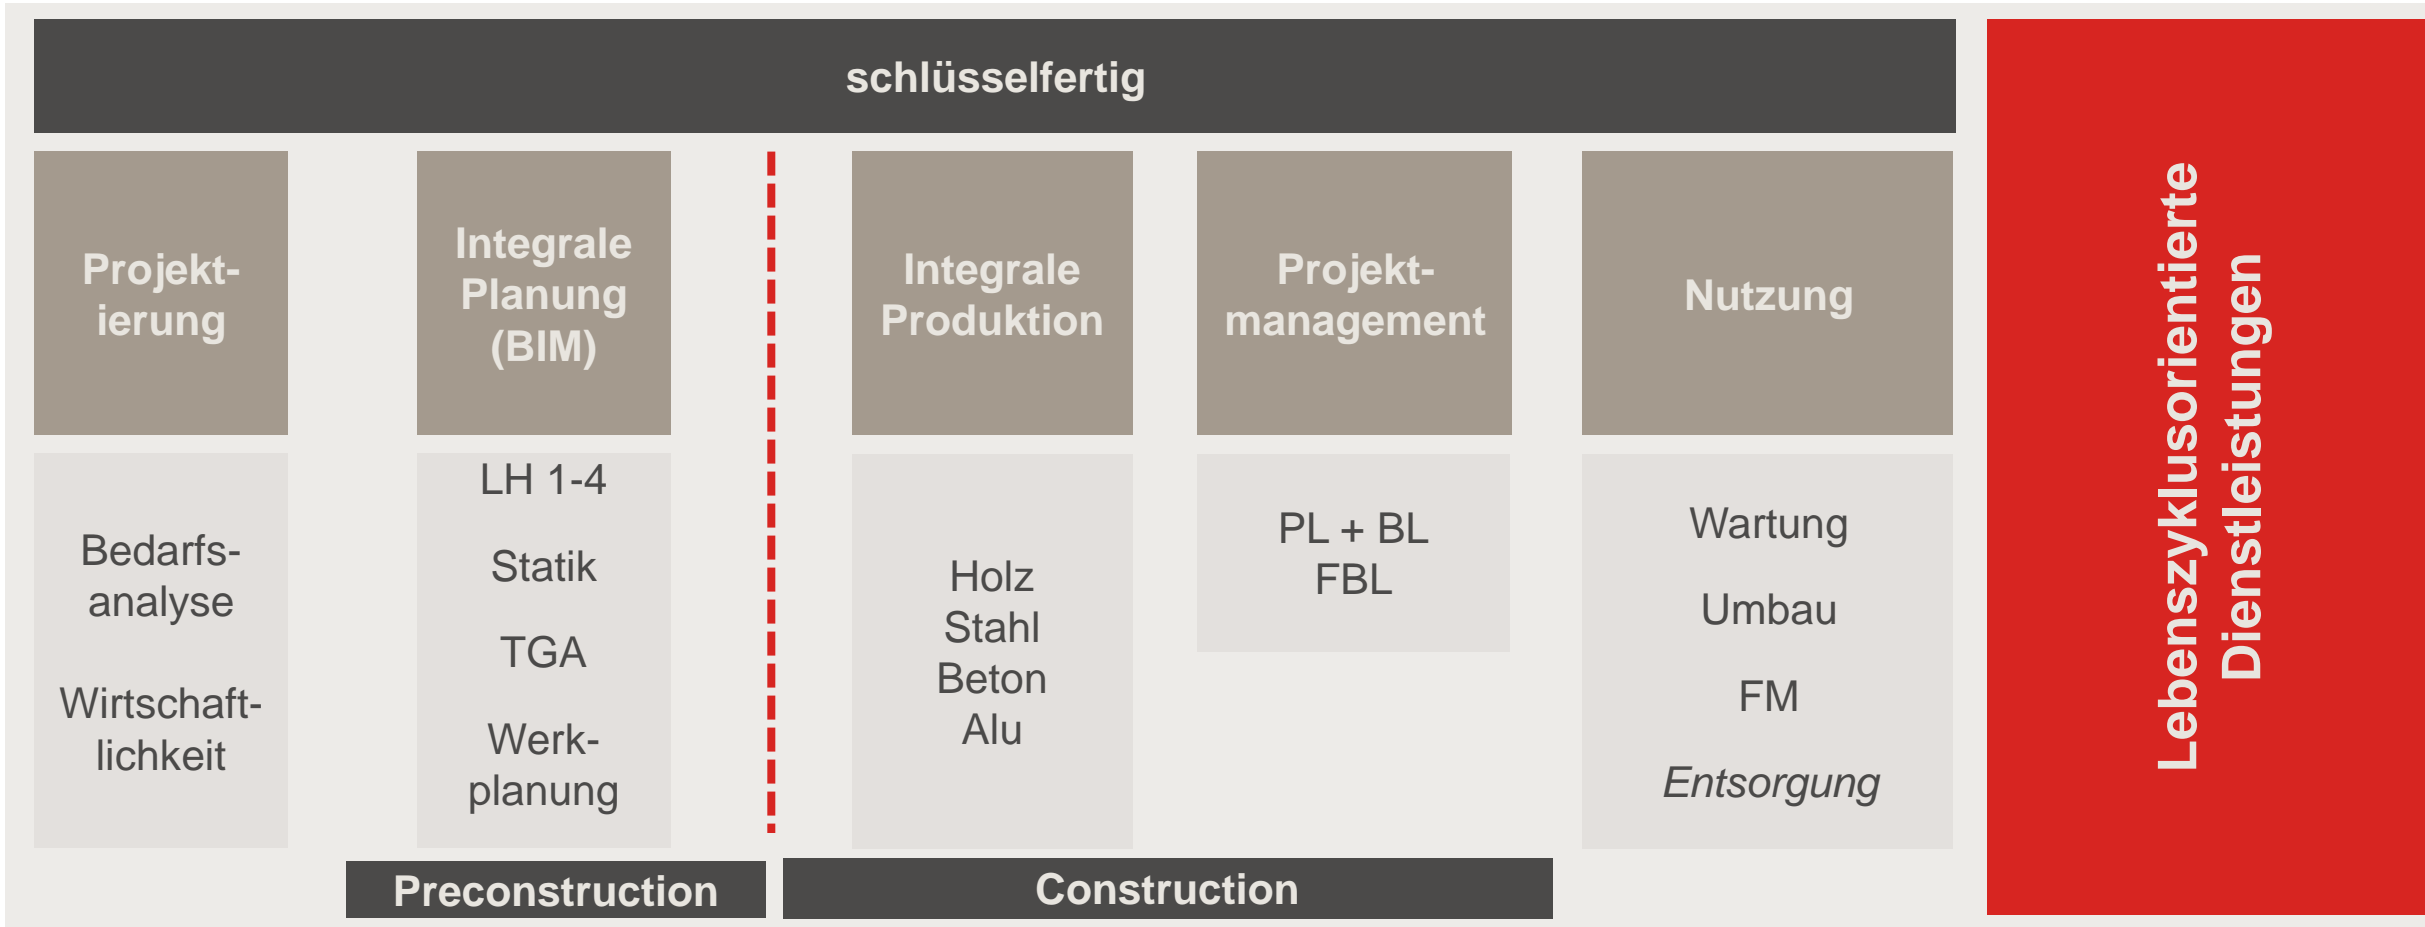 schlüsselfertig
Projekt-
ierung
Integrale
Planung
(BIM)
Integrale
Produktion
Projekt-
management
Nutzung
Bedarfs-
analyse
Wirtschaft-
lichkeit
LH 1-4
Statik
TGA
Werk-
planung
Holz
Stahl
Beton
Alu
PL + BL
FBL
Wartung
Umbau
FM
Entsorgung
Preconstruction
Construction
Lebenszyklusorientierte
Dienstleistungen